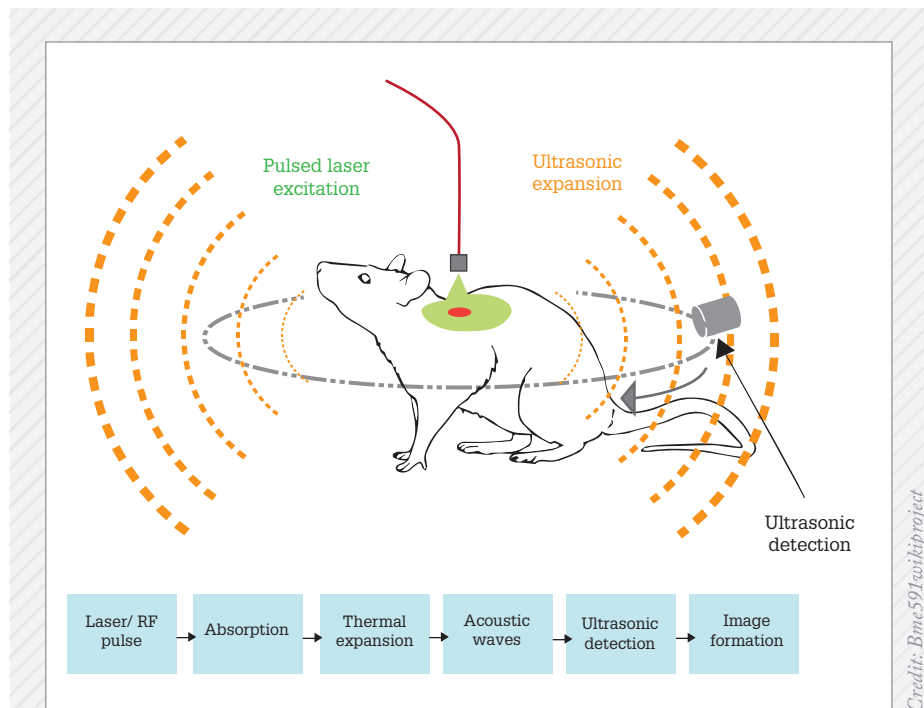 Pulsed laser
excitation
Ultrasonic
expansion
Ultrasonic
detection
Laser/ RF
pulse
Absorption
Thermal
expansion
Acoustic
waves
Ultrasonic
detection
Image
formation
Credit: Bme591wikiproject